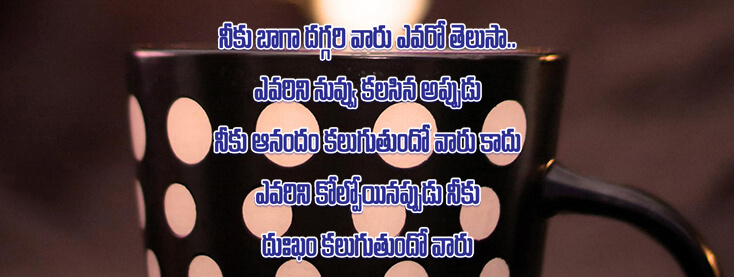 నీకు బాగా దగ్గరి వారు ఎవరో తెలుసా..
ఎవరిని నువ్వు కలసిన అప్పుడు
నీకు ఆనందం కలుగుతుందో వారు కాదు
ఎవరిని కోల్పోయినప్పుడు నీకు
దుఃఖం కలుగుతుందో వారు